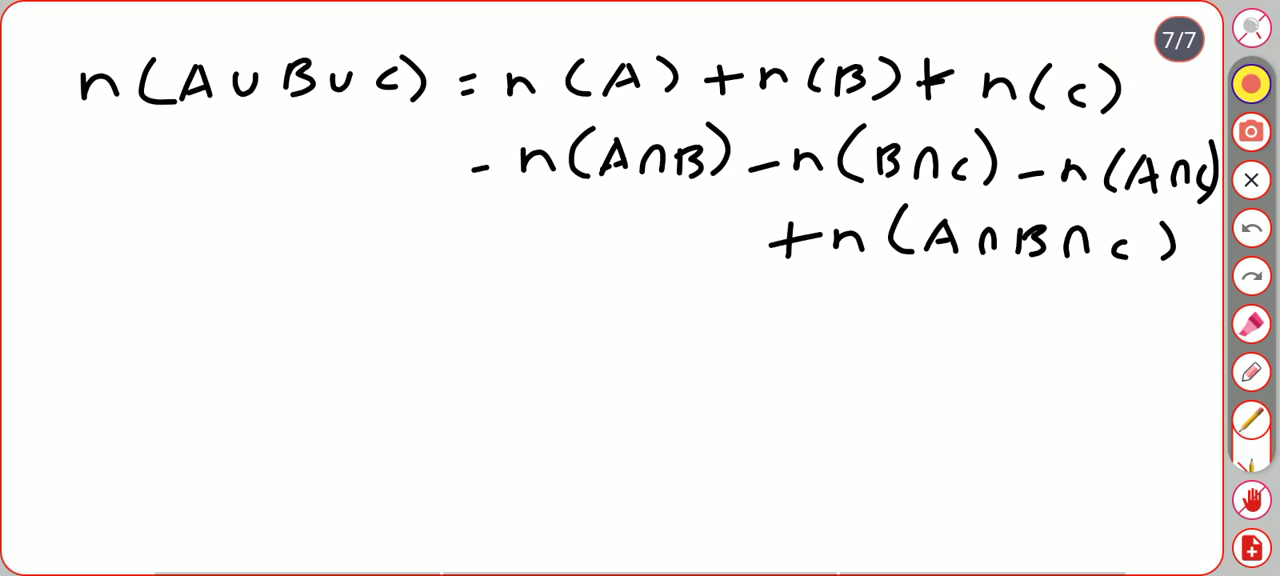 7/7
n(A∪B∪C) = n(A) + n(B) + n(C)
- n(A∩B) - n(B∩C) - n(A∩C)
+ n(A∩B∩C)